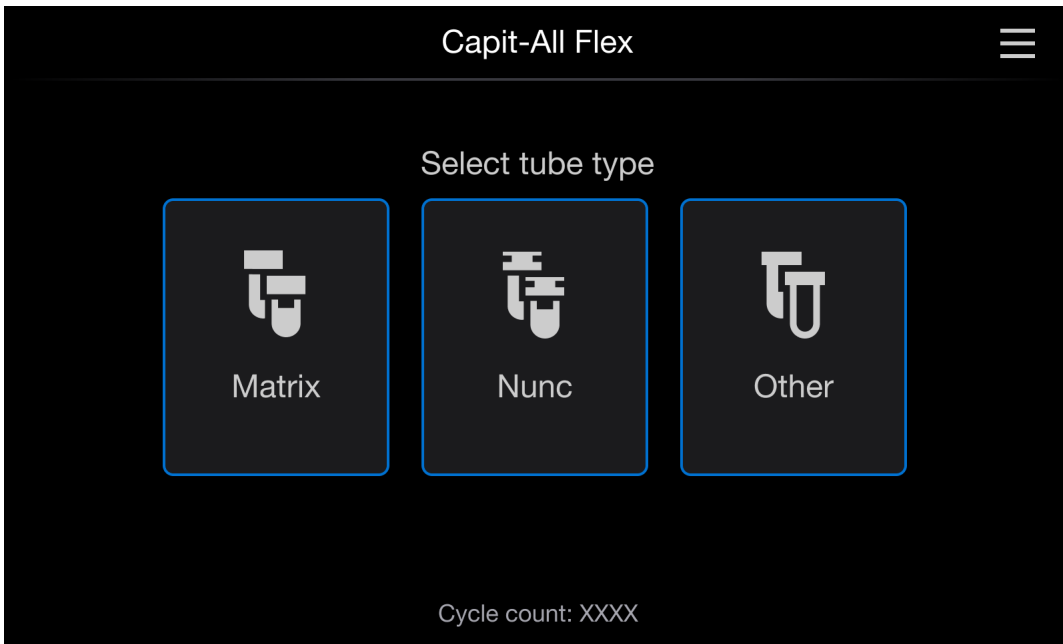 Capit-All Flex
Select tube type
Matrix
Nunc
Other
Cycle count: XXXX